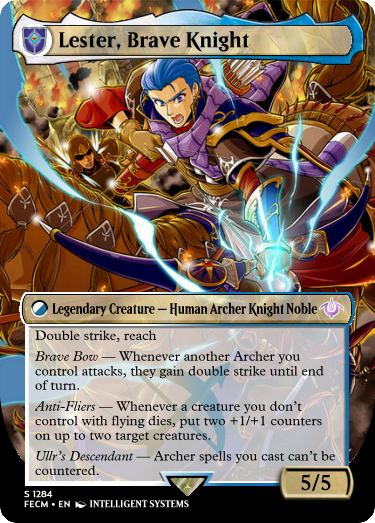 Lester, Brave Knight
Legendary Creature — Human Archer Knight Noble
Double strike, reach
Brave Bow — Whenever another Archer you
control attacks, they gain double strike until end
of turn.
Anti-Fliers — Whenever a creature you don't
control with flying dies, put two +1/+1 counters
on up to two target creatures.
Ullr's Descendant — Archer spells you cast can't be
countered.
5/5
S 1284
FECM • EN INTELLIGENT SYSTEMS